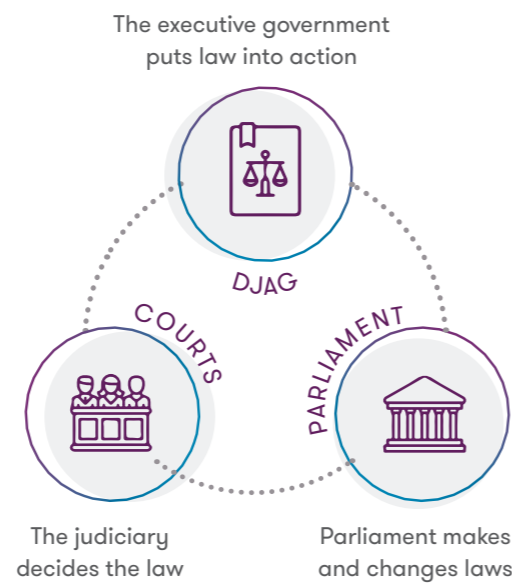 The executive government
puts law into action
DJAG
COURTS
PARLIAMENT
The judiciary
decides the law
Parliament makes
and changes laws